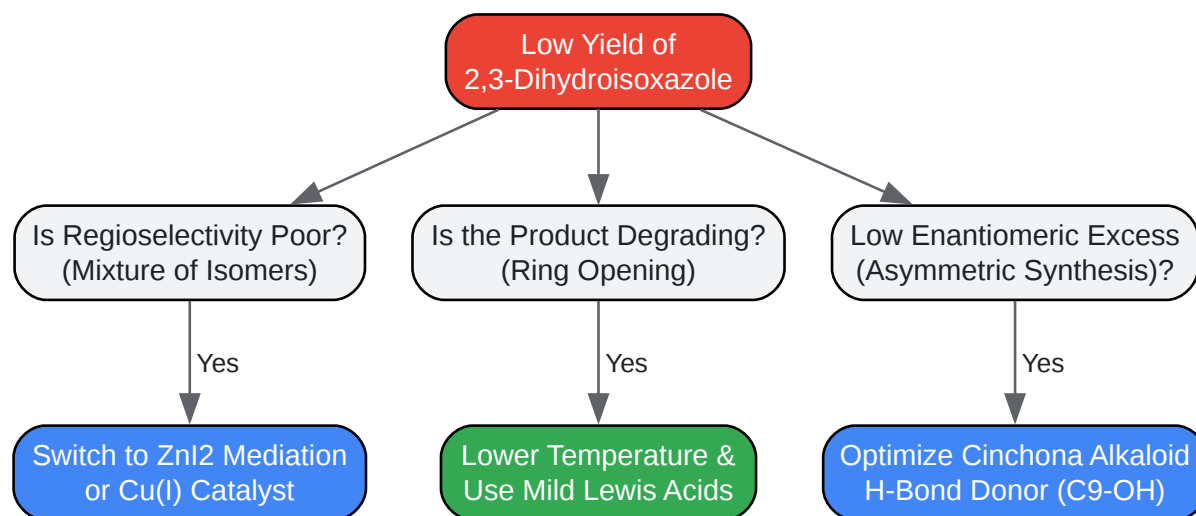 Low Yield of
2,3-Dihydroisoxazole
Is Regioselectivity Poor?
(Mixture of Isomers)
Is the Product Degrading?
(Ring Opening)
Low Enantiomeric Excess
(Asymmetric Synthesis)?
Yes
Yes
Yes
Switch to ZnI2 Mediation
or Cu(I) Catalyst
Lower Temperature &
Use Mild Lewis Acids
Optimize Cinchona Alkaloid
H-Bond Donor (C9-OH)